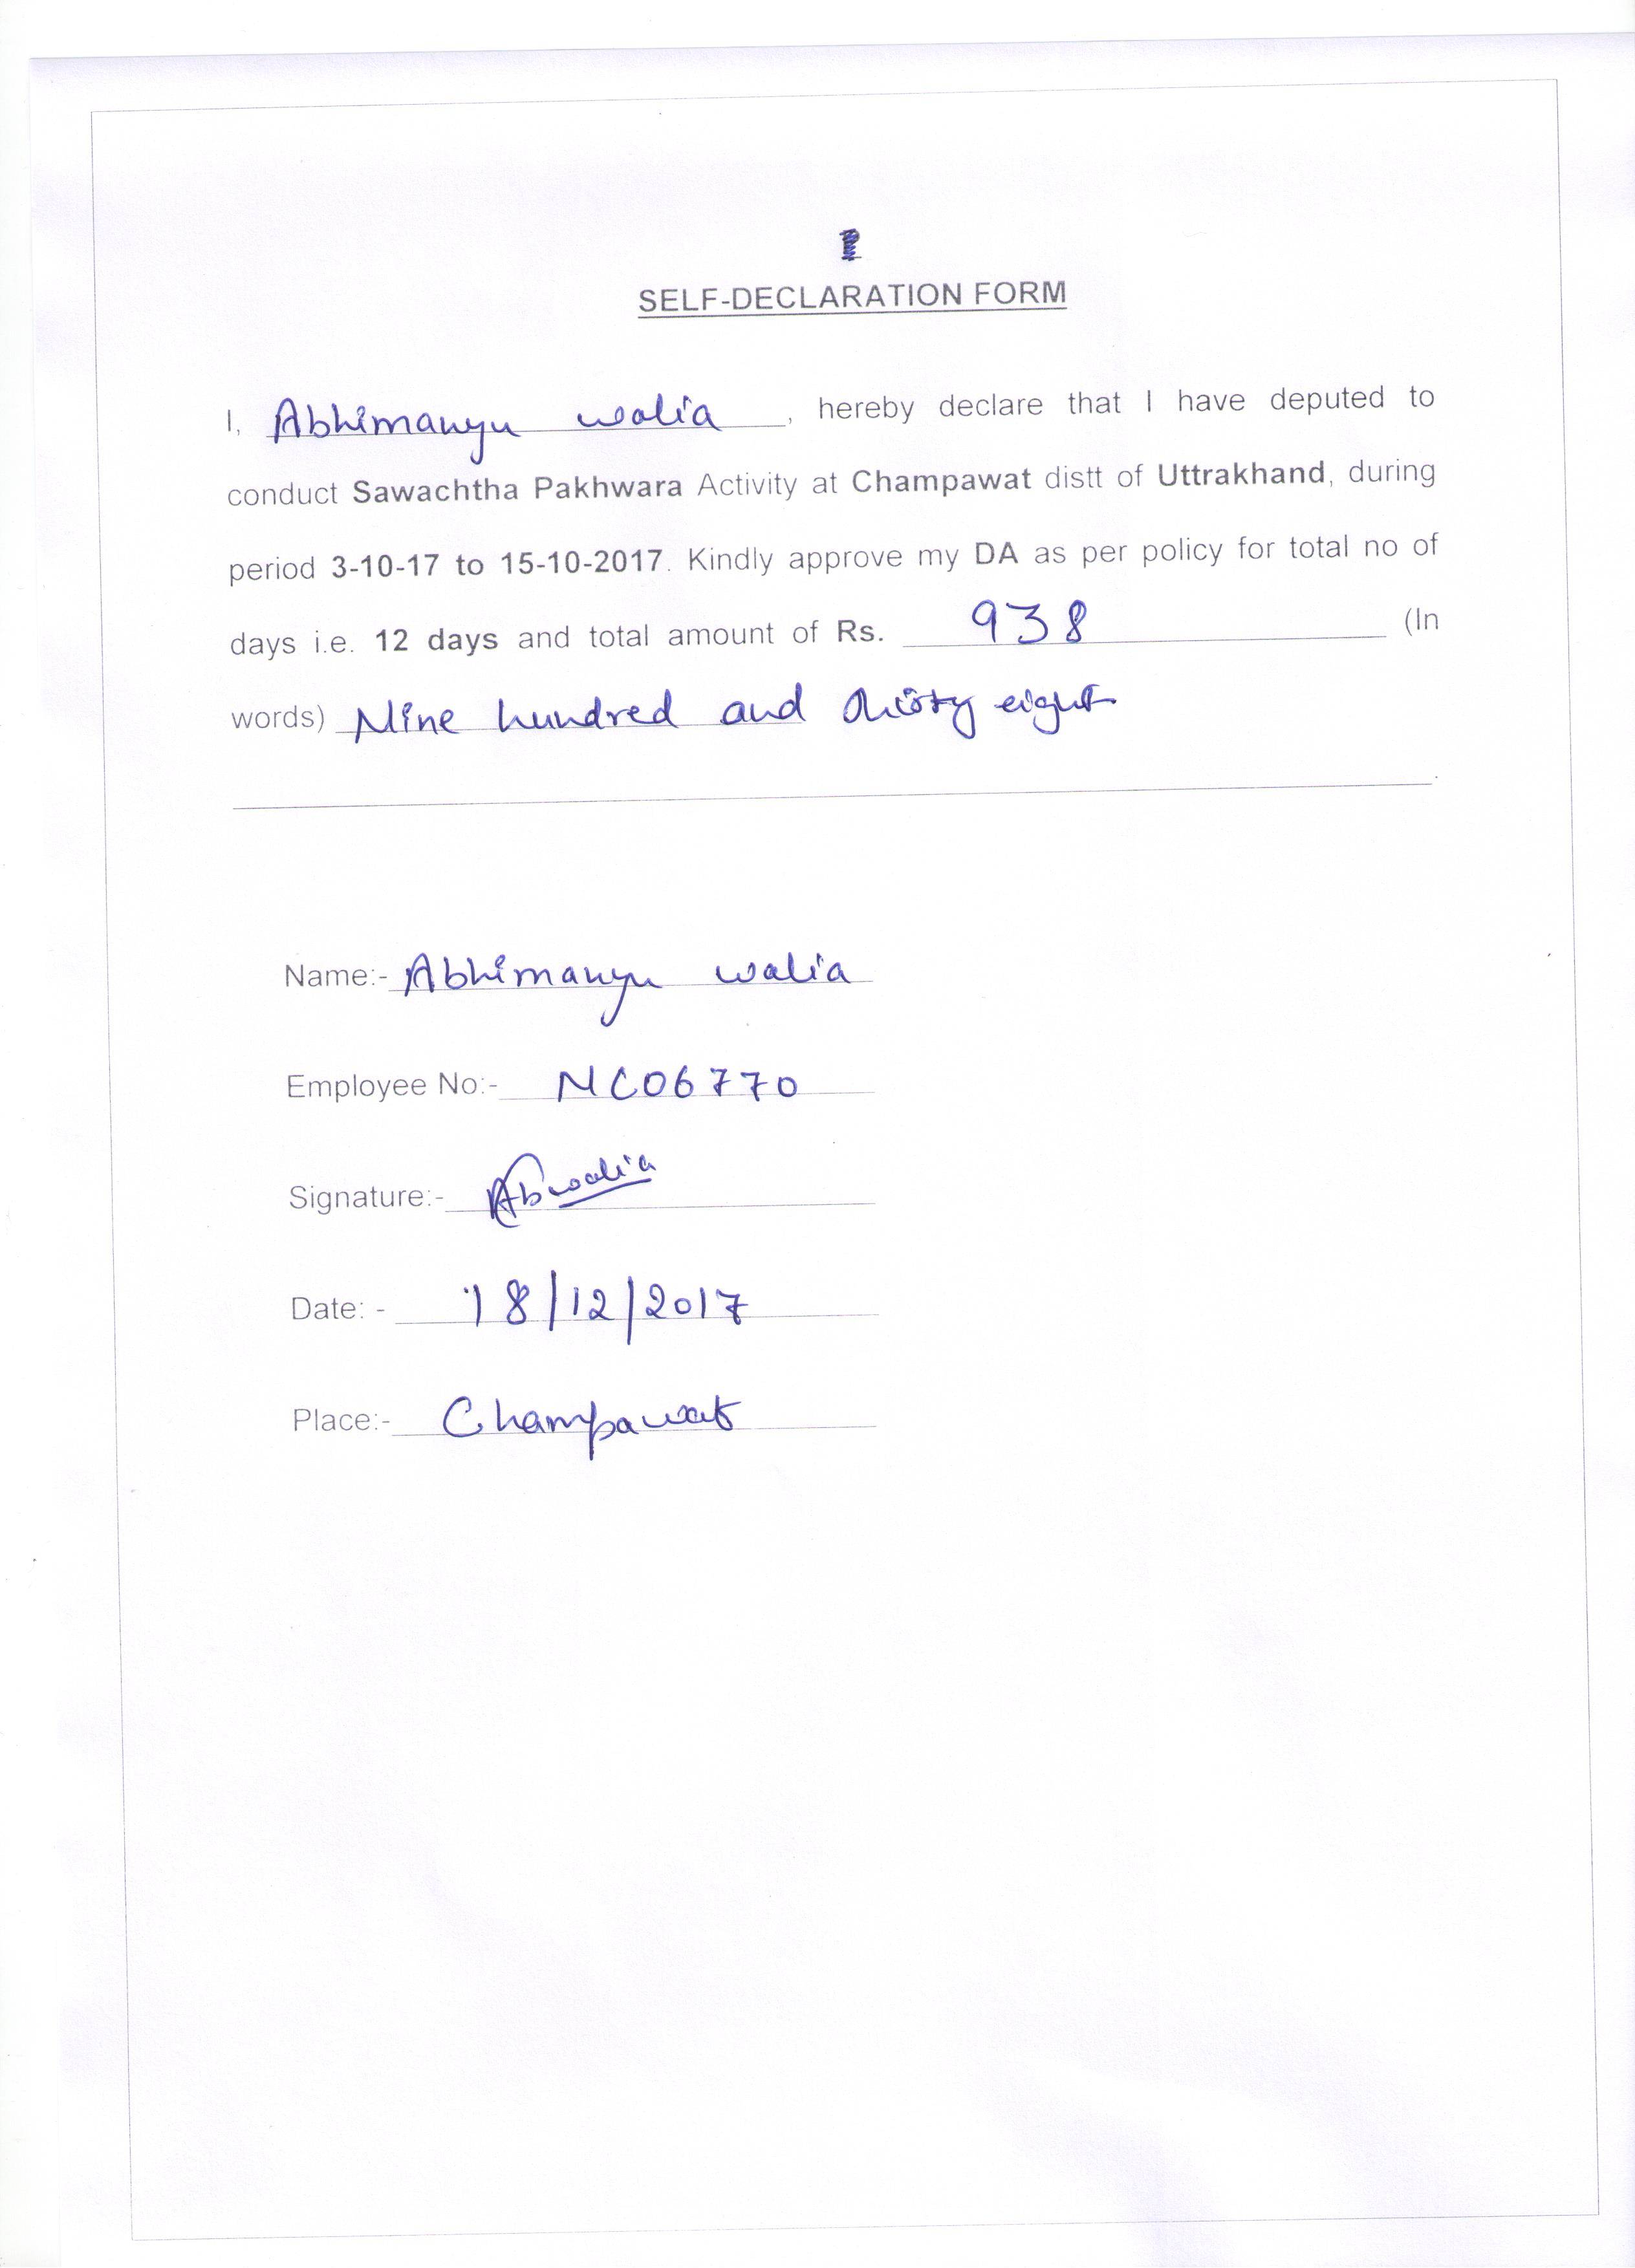 SELF-DECLARATION FORM
I, Abhimanyu walia, hereby declare that I have deputed to
conduct Sawachtha Pakhwara Activity at Champawat distt of Uttrakhand, during
period 3-10-17 to 15-10-2017. Kindly approve my DA as per policy for total no of
days i.e. 12 days and total amount of Rs. 938 (In
words) Nine hundred and thirty eight
Name:- Abhimanyu walia
Employee No:- NC06770
Signature:- Abwalia
Date: - 18/12/2017
Place:- Champawat